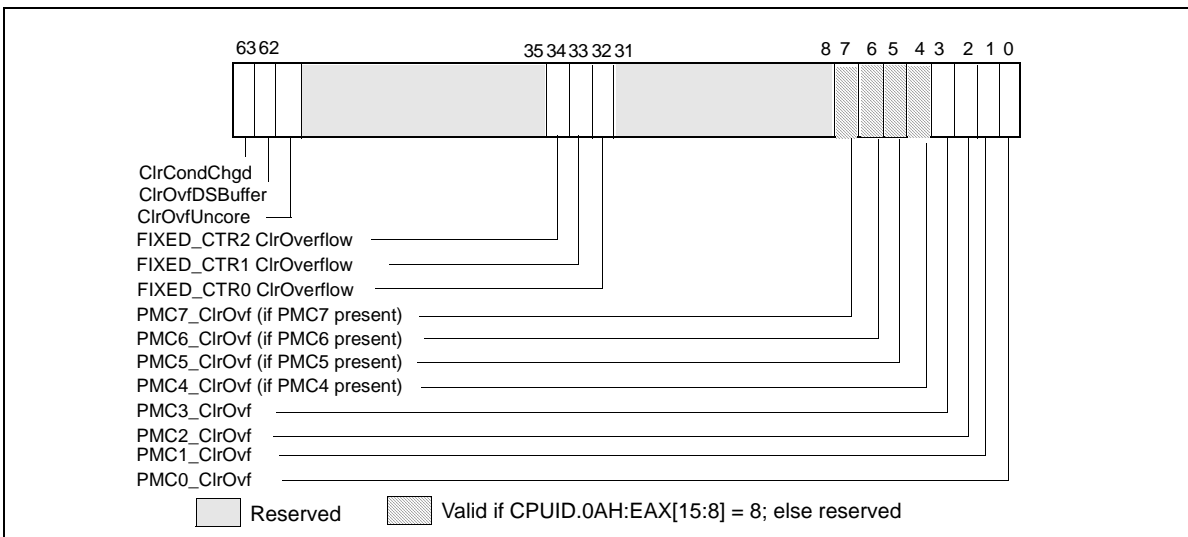 63 62 35 34 33 32 31 8 7 6 5 4 3 2 1 0
ClrCondChgd
ClrOvfDSBuffer
ClrOvfUncore
FIXED_CTR2 ClrOverflow
FIXED_CTR1 ClrOverflow
FIXED_CTR0 ClrOverflow
PMC7_ClrOvf (if PMC7 present)
PMC6_ClrOvf (if PMC6 present)
PMC5_ClrOvf (if PMC5 present)
PMC4_ClrOvf (if PMC4 present)
PMC3_ClrOvf
PMC2_ClrOvf
PMC1_ClrOvf
PMC0_ClrOvf
Reserved Valid if CPUID.0AH:EAX[15:8] = 8; else reserved